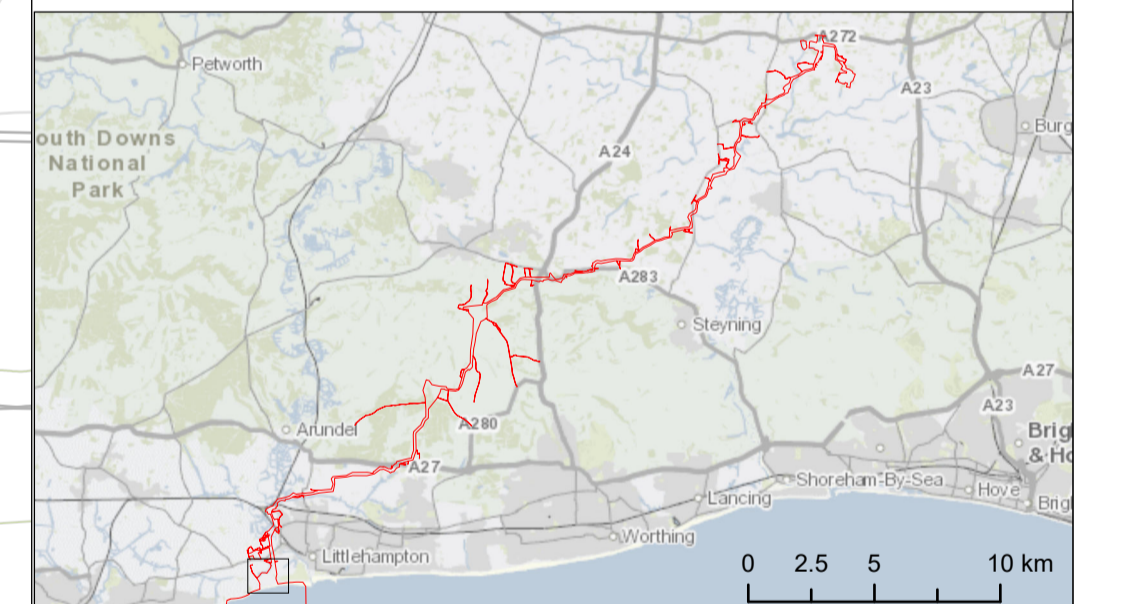 A272
Petworth
A23
Burg
outh Downs
National
Park
A24
A283
Steyning
A27
A23
Arundel
A280
Brig
& Ho
A27
Shoreham-By-Sea
Hove
Lancing
Brig
Worthing
Littlehampton
0 2.5 5 10 km